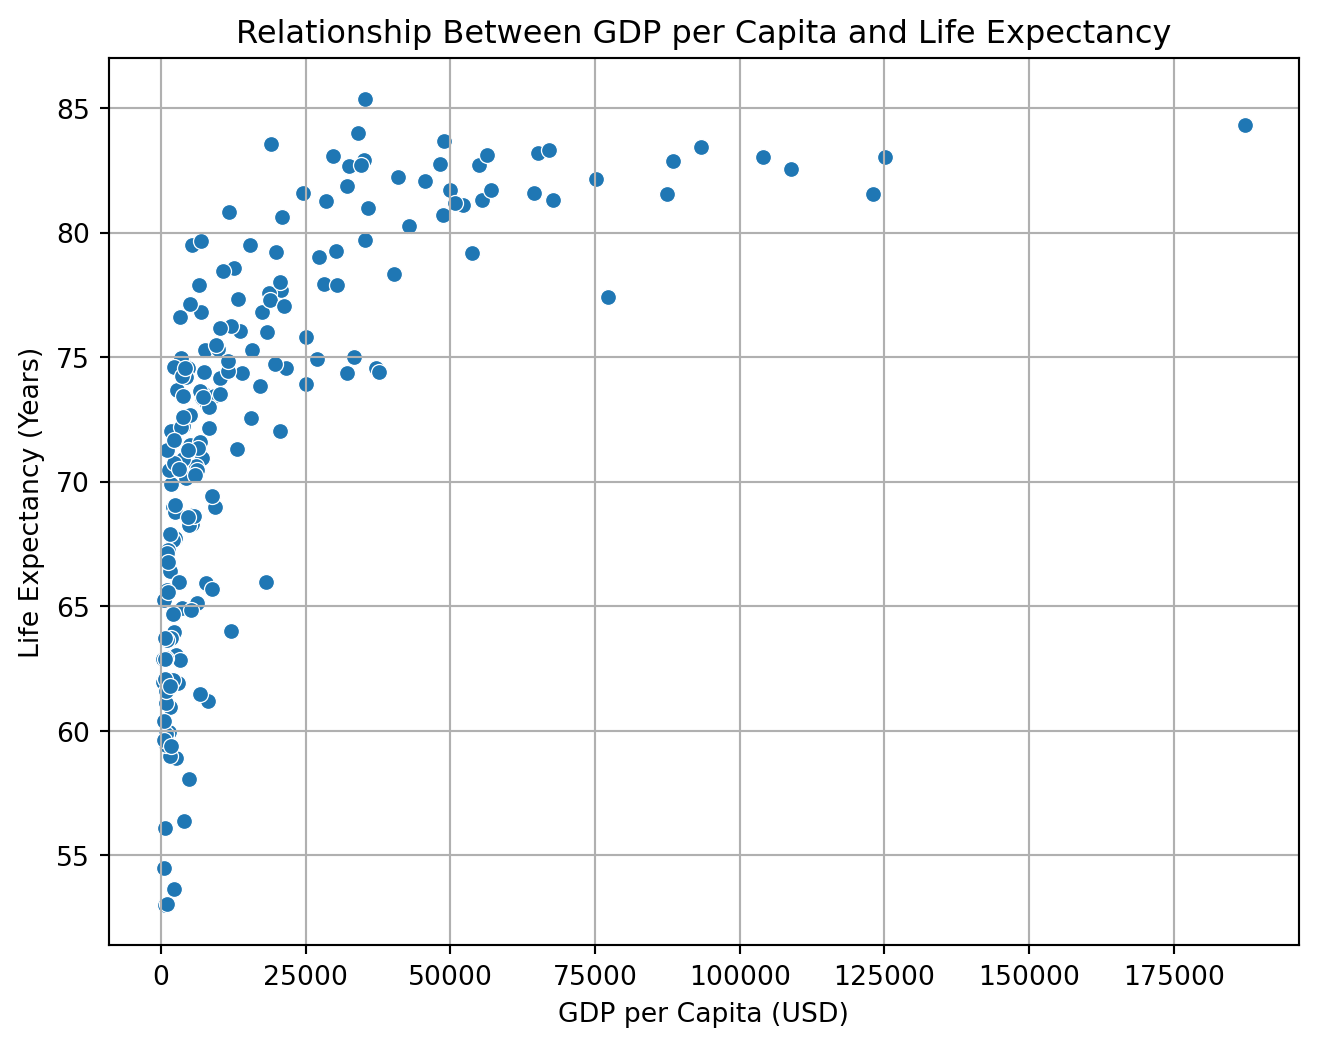 Relationship Between GDP per Capita and Life Expectancy
85
80
75
70
65
60
55
Life Expectancy (Years)
0 25000 50000 75000 100000 125000 150000 175000
GDP per Capita (USD)